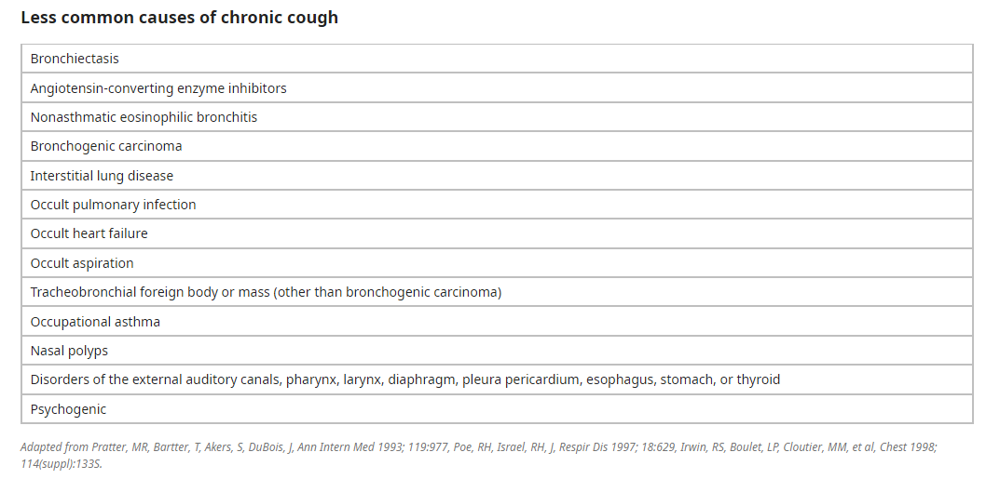 Less common causes of chronic cough
Bronchiectasis
Angiotensin-converting enzyme inhibitors
Nonasthmatic eosinophilic bronchitis
Bronchogenic carcinoma
Interstitial lung disease
Occult pulmonary infection
Occult heart failure
Occult aspiration
Tracheobronchial foreign body or mass (other than bronchogenic carcinoma)
Occupational asthma
Nasal polyps
Disorders of the external auditory canals, pharynx, larynx, diaphragm, pleura pericardium, esophagus, stomach, or thyroid
Psychogenic
Adapted from Pratter, MR, Bartter, T, Akers, S, DuBois, J, Ann Intern Med 1993; 119:977, Poe, RH, Israel, RH, J, Respir Dis 1997; 18:629, Irwin, RS, Boulet, LP, Cloutier, MM, et al, Chest 1998;
114(suppl):133S.